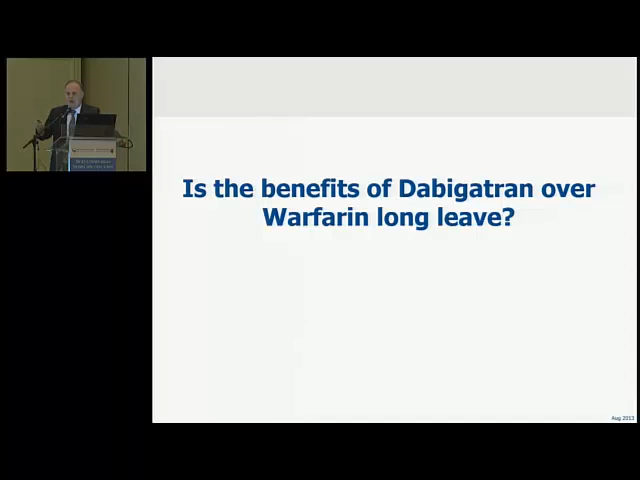 Is the benefits of Dabigatran over
Warfarin long leave?
Aug 2013